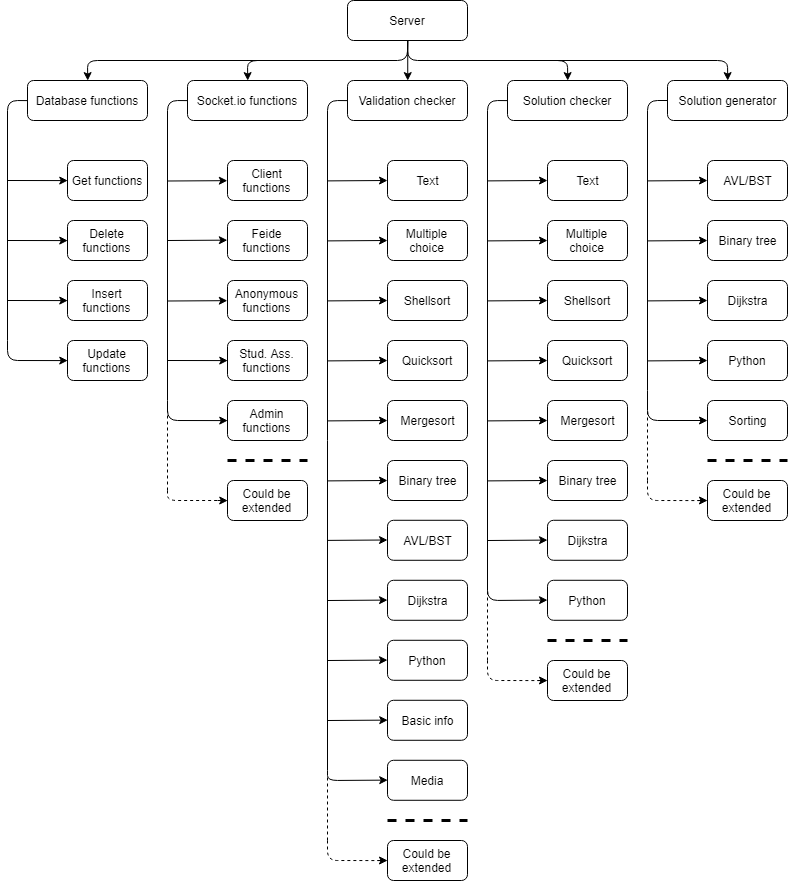 Server
Database functions
Socket.io functions
Validation checker
Solution checker
Solution generator
Get functions
Delete
functions
Insert
functions
Update
functions
Client
functions
Feide
functions
Anonymous
functions
Stud. Ass.
functions
Admin
functions
Could be
extended
Text
Multiple
choice
Shellsort
Quicksort
Mergesort
Binary tree
AVL/BST
Dijkstra
Python
Basic info
Media
Could be
extended
Text
Multiple
choice
Shellsort
Quicksort
Mergesort
Binary tree
Dijkstra
Python
Could be
extended
AVL/BST
Binary tree
Dijkstra
Python
Sorting
Could be
extended